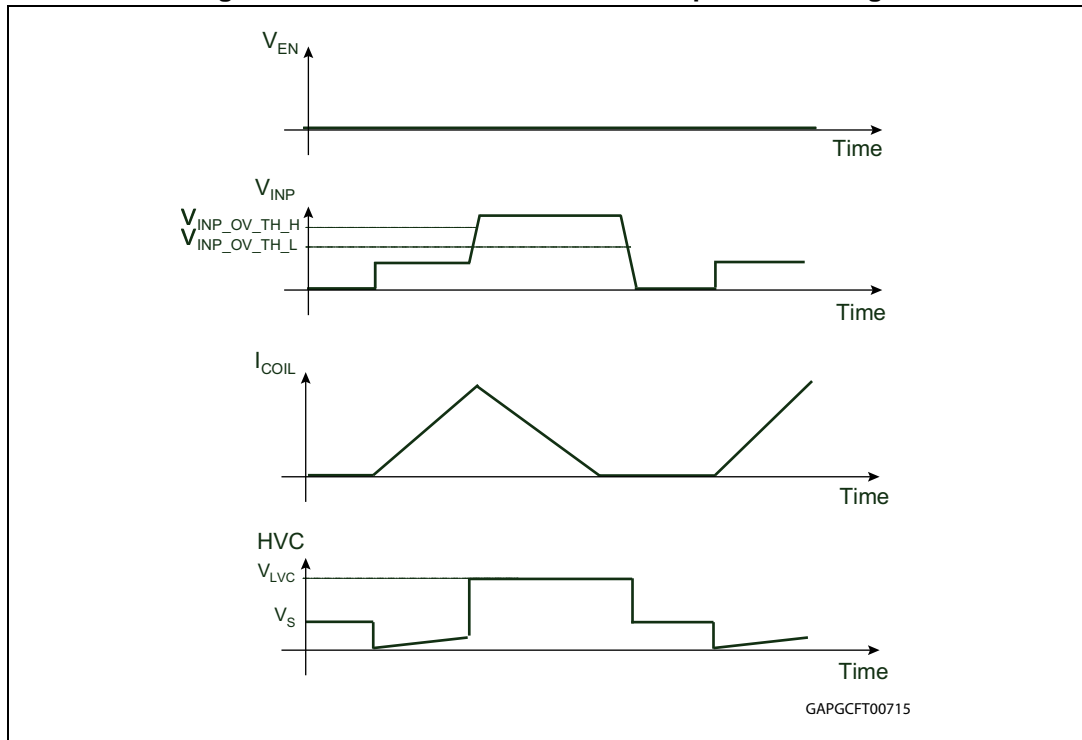 V_EN
Time
V_INP
V_INP_OV_TH_H
V_INP_OV_TH_L
Time
I_COIL
Time
HVC
V_LVC
V_S
Time
GAPGCFT00715